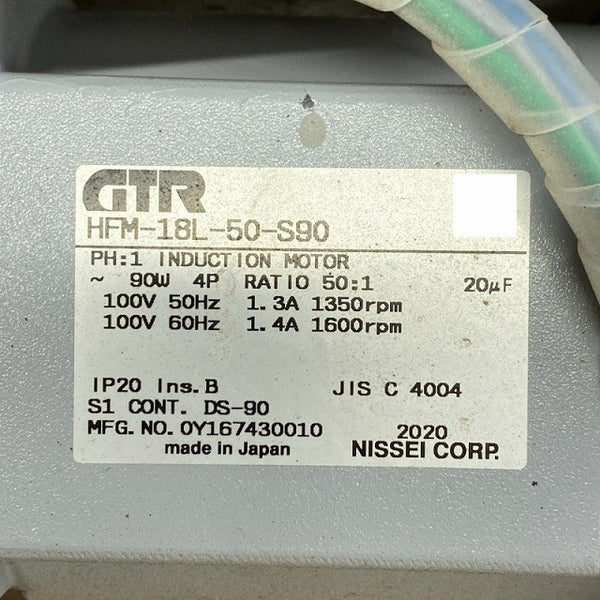 GTR
HFM-18L-50-S90
PH:1 INDUCTION MOTOR
~ 90W 4P RATIO 50:1 20μF
100V 50Hz 1.3A 1350rpm
100V 60Hz 1.4A 1600rpm
IP20 Ins.B JIS C 4004
S1 CONT. DS-90
MFG.NO.0Y167430010 2020
made in Japan NISSEI CORP.